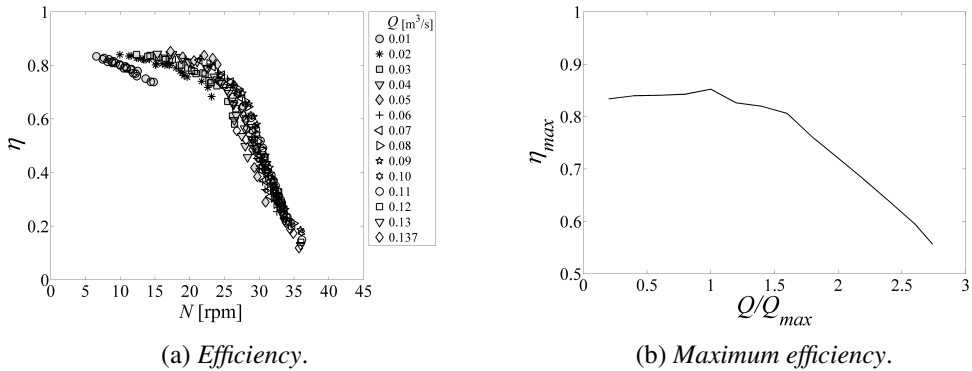 1
0.8
0.6
0.4
0.2
0
η
0 5 10 15 20 25 30 35 40 45
N [rpm]
Q [m³/s]
0.01
0.02
0.03
0.04
0.05
0.06
0.07
0.08
0.09
0.10
0.11
0.12
0.13
0.137
(a) Efficiency.
1
0.9
0.8
0.7
0.6
0.5
η_max
0 0.5 1 1.5 2 2.5 3
Q/Q_max
(b) Maximum efficiency.